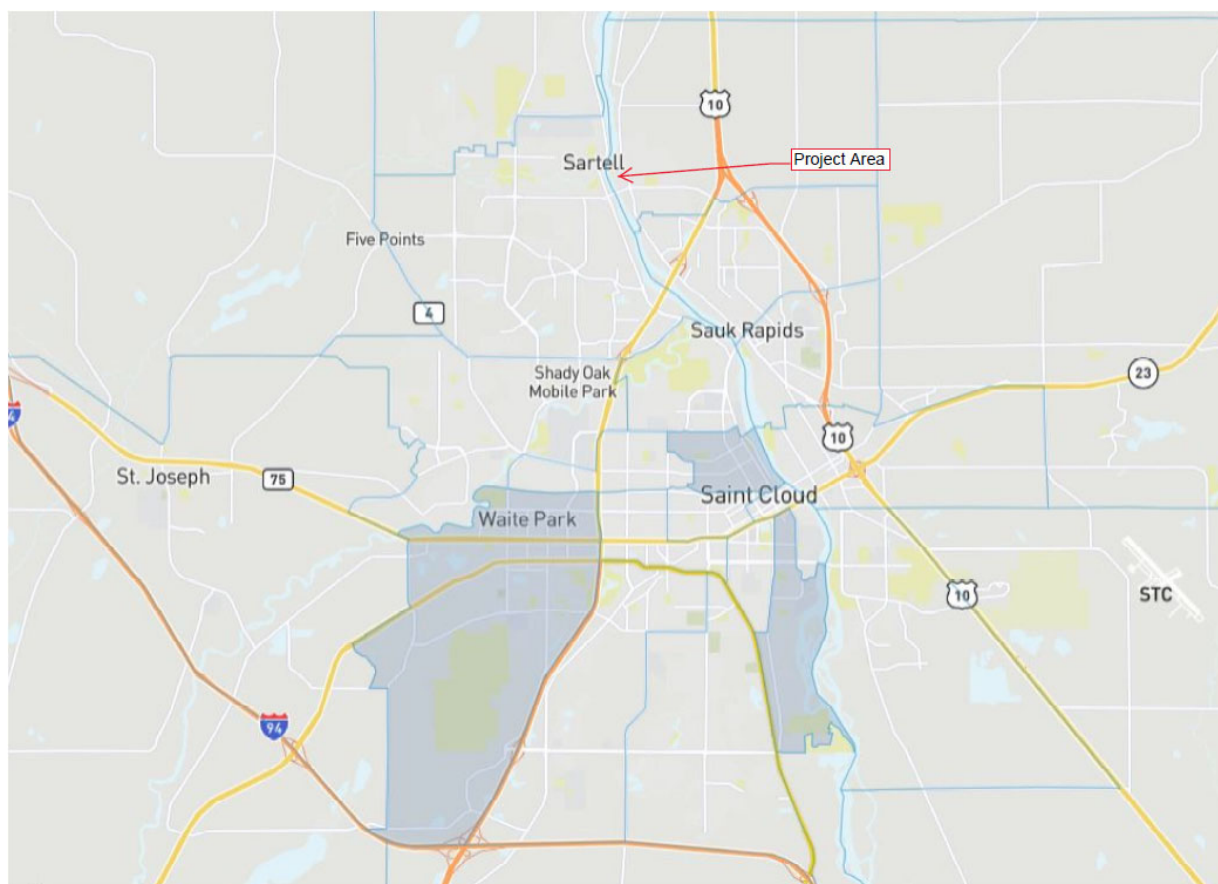 10
Project Area
Sartell
Five Points
4
Sauk Rapids
Shady Oak
Mobile Park
23
10
St. Joseph
75
Saint Cloud
Waite Park
10
STC
94